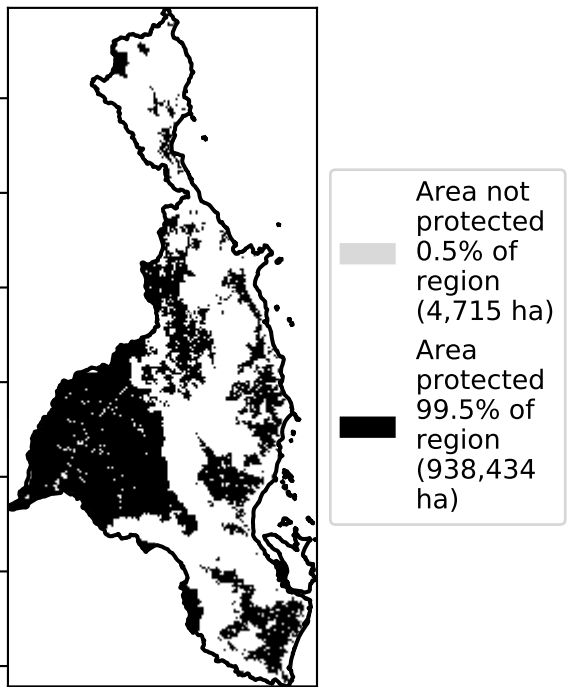 Area not
protected
0.5% of
region
(4,715 ha)
Area
protected
99.5% of
region
(938,434
ha)